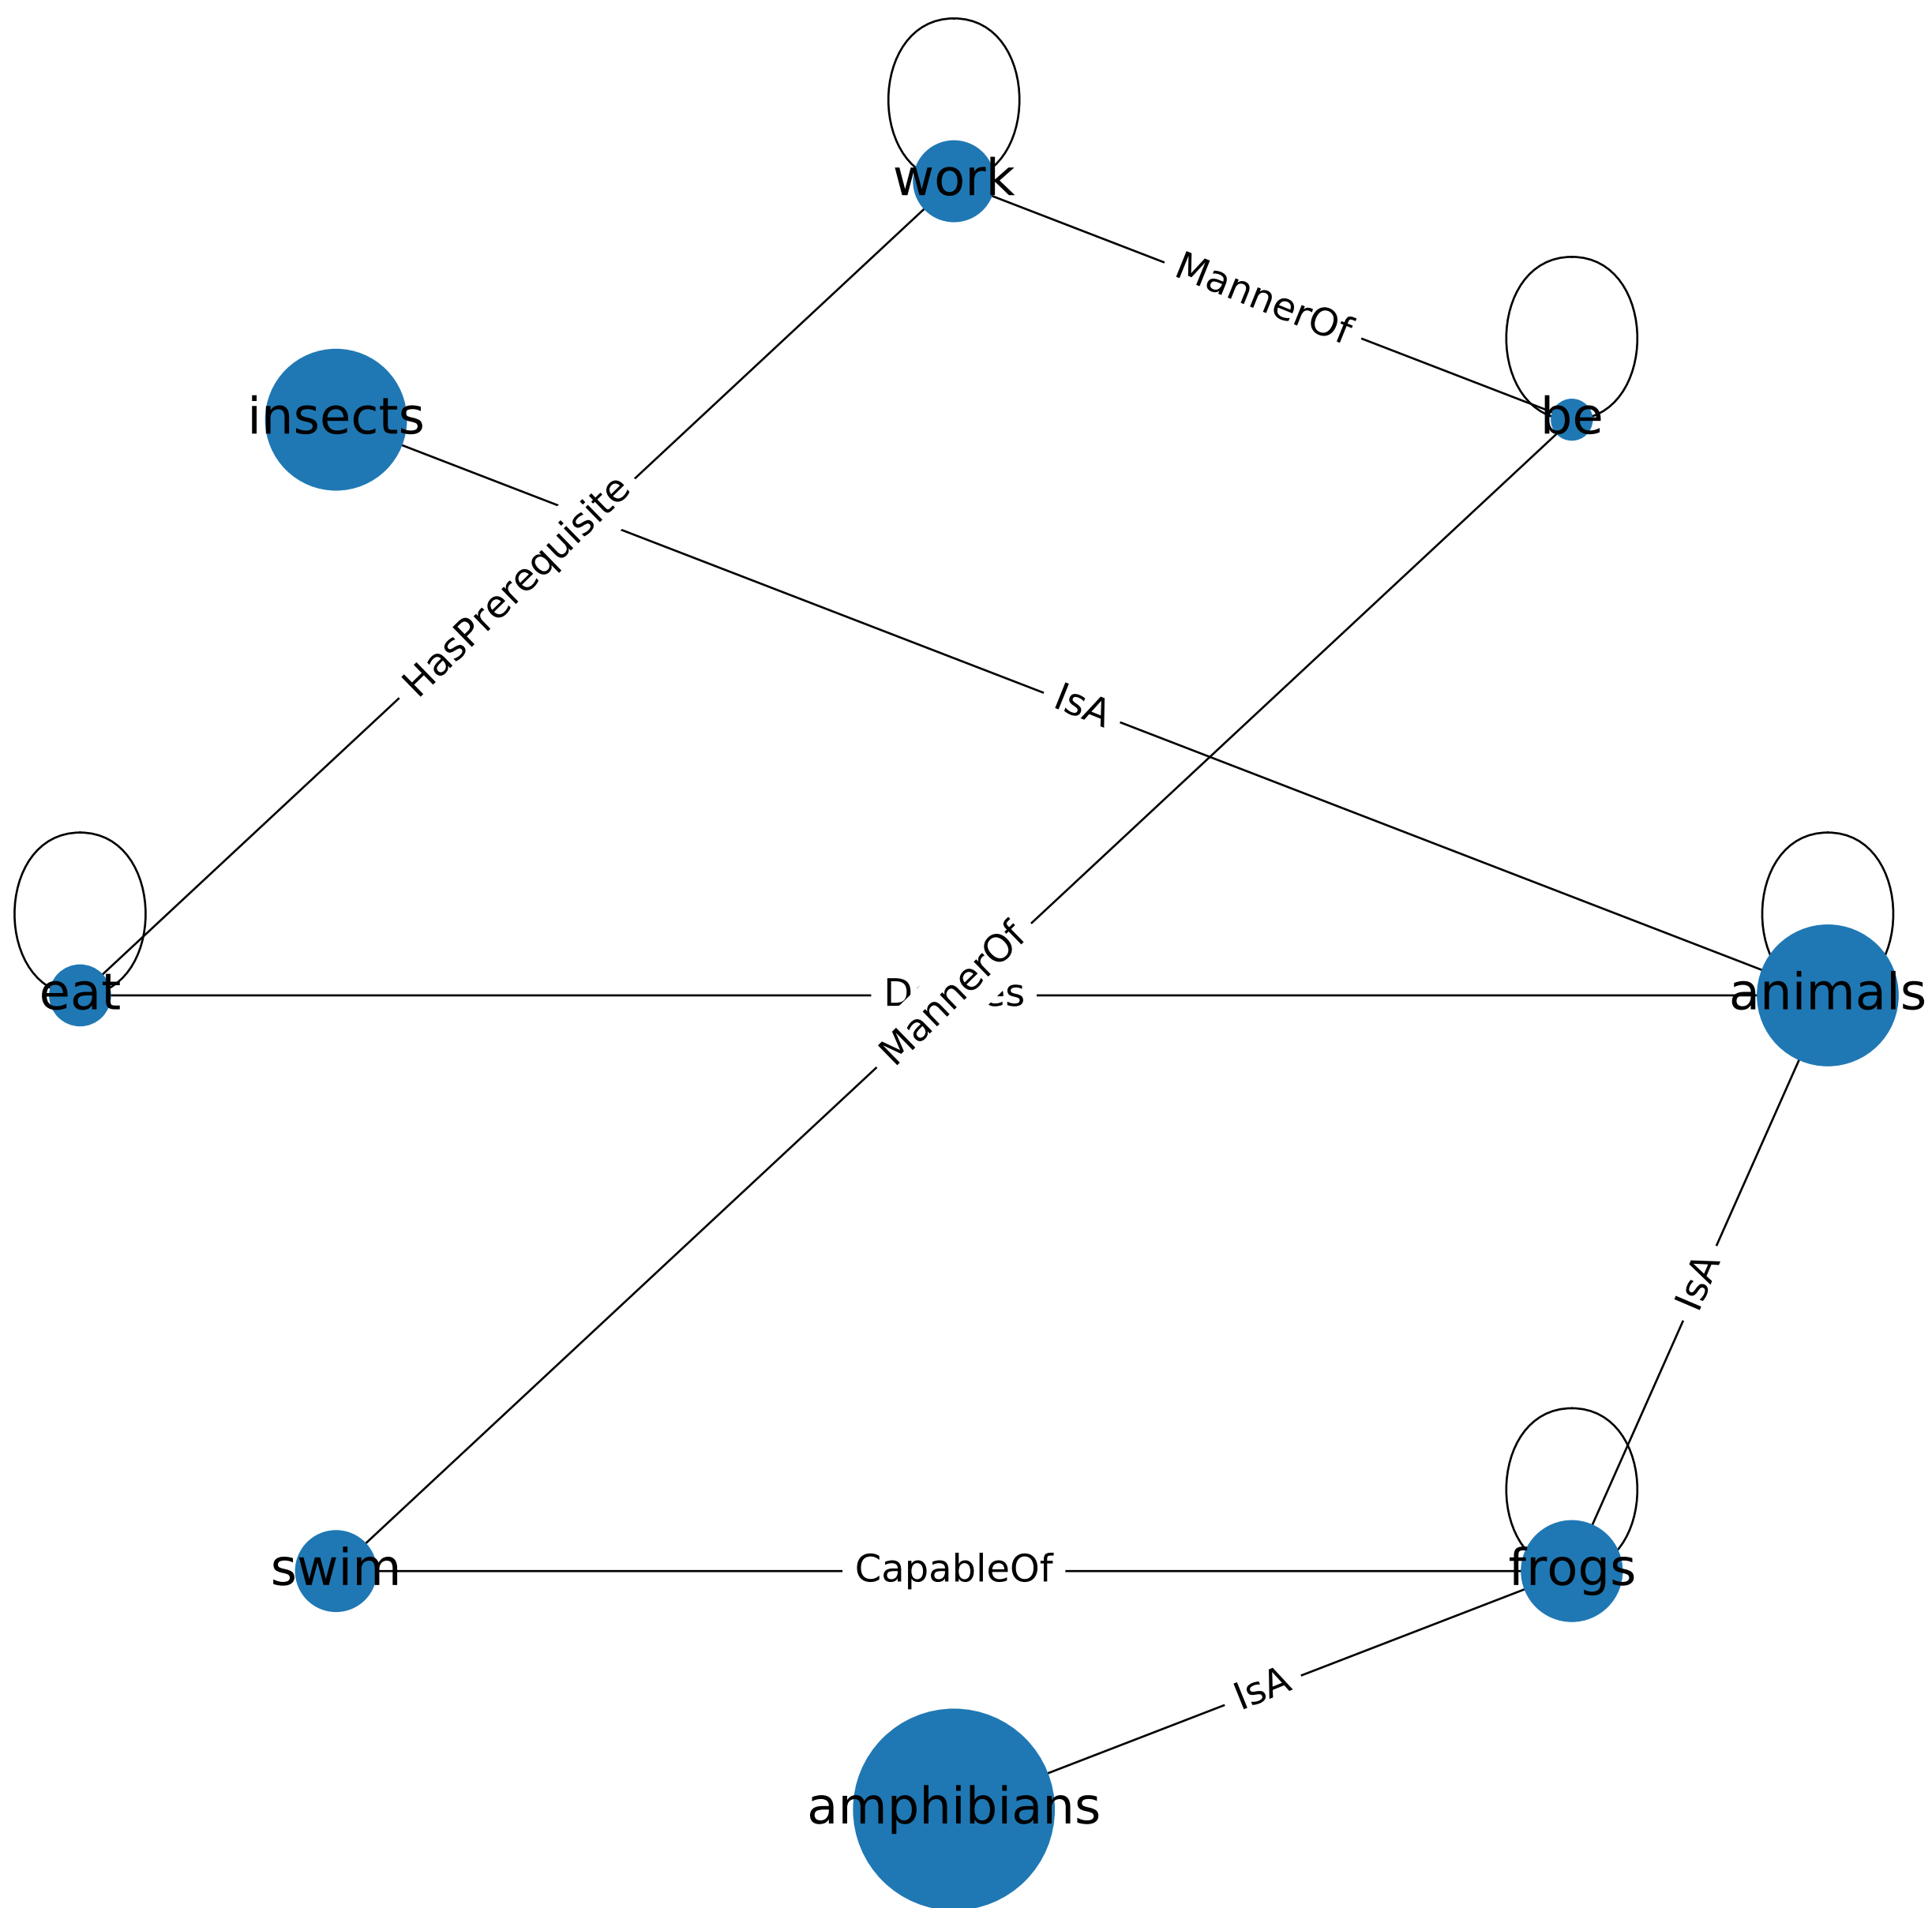 work
MannerOf
be
insects
HasPrerequisite
IsA
eat
MannerOf
animals
IsA
swim
CapableOf
frogs
IsA
amphibians